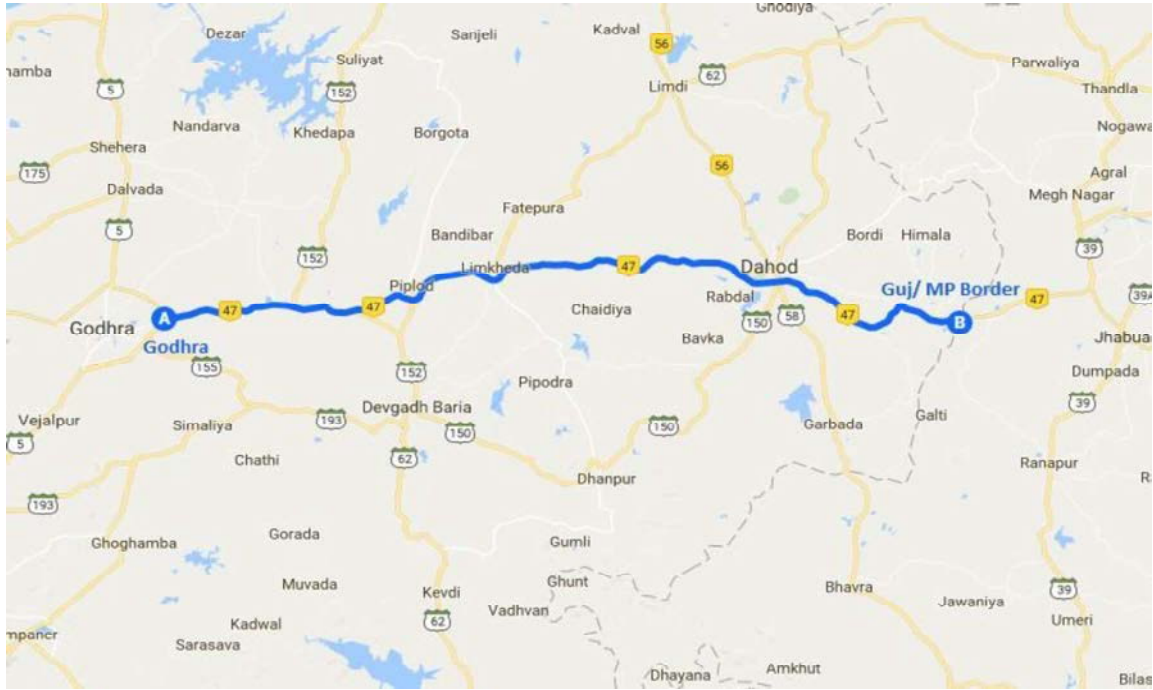 Ghodiya
Dezar
Sanjeli
Kadval
56
Suliyat
Parwaliya
hamba
5
152
Limdi
62
Thandla
Nandarva
Khedapa
Borgota
Nogawa
Shehera
175
56
Agral
Dalvada
Megh Nagar
Fatepura
5
Bandibar
Bordi
Himala
152
39
Limkheda
47
Dahod
Piplod
Guj/ MP Border
47
39A
Rabdal
A
47
47
Chaidiya
58
47
B
Godhra
150
Godhra
Bavka
Jhabua
155
152
Pipodra
Dumpada
Devgadh Baria
39
Vejalpur
Simaliya
193
150
150
Garbada
Galti
5
Chathi
62
Ranapur
Dhanpur
R
193
Gorada
Ghoghamba
Gumli
Muvada
Ghunt
Bhavra
Kevdi
Jawaniya
39
Vadhvan
Kadwal
62
Umeri
mpaner
Sarasava
Dhayana
Amkhut
Bilas